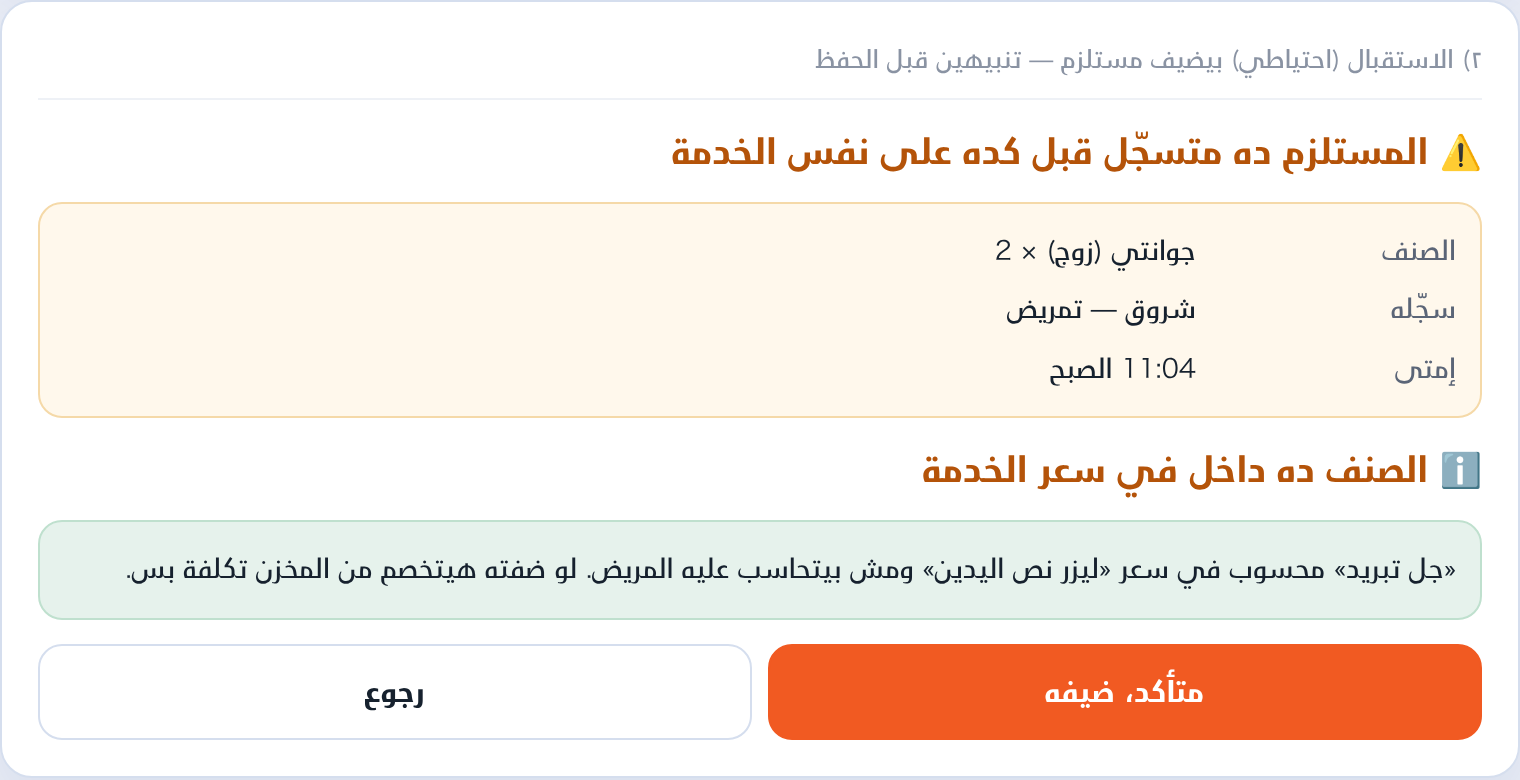 ٢) الاستقبال (احتياطي) بيضيف مستلزم — تنبيهين قبل الحفظ
⚠️ المستلزم ده متسجّل قبل كده على نفس الخدمة
الصنف جوانتي (زوج) × 2
سجّله شروق — تمريض
إمتى 11:04 الصبح
ℹ️ الصنف ده داخل في سعر الخدمة
«جل تبريد» محسوب في سعر «ليزر نص اليدين» ومش بيتحاسب عليه المريض. لو ضفته هيتخصم من المخزن تكلفة بس.
متأكد، ضيفه
رجوع